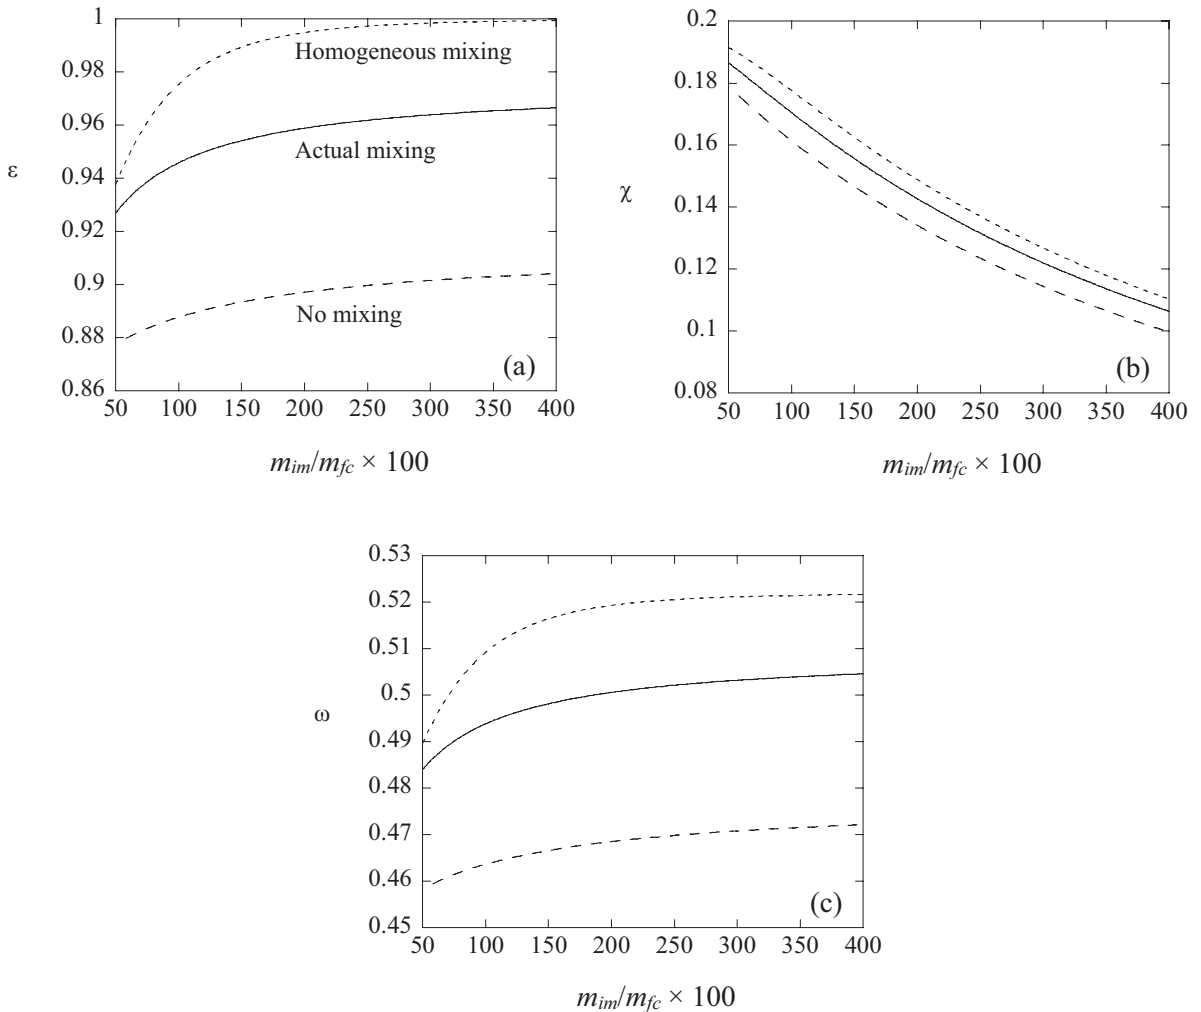 1
0.98
0.96
0.94
0.92
0.9
0.88
0.86
ε
Homogeneous mixing
Actual mixing
No mixing
(a)
50 100 150 200 250 300 350 400
m_im/m_fc × 100
0.2
0.18
0.16
0.14
0.12
0.1
0.08
χ
(b)
50 100 150 200 250 300 350 400
m_im/m_fc × 100
0.53
0.52
0.51
0.5
0.49
0.48
0.47
0.46
0.45
ω
(c)
50 100 150 200 250 300 350 400
m_im/m_fc × 100